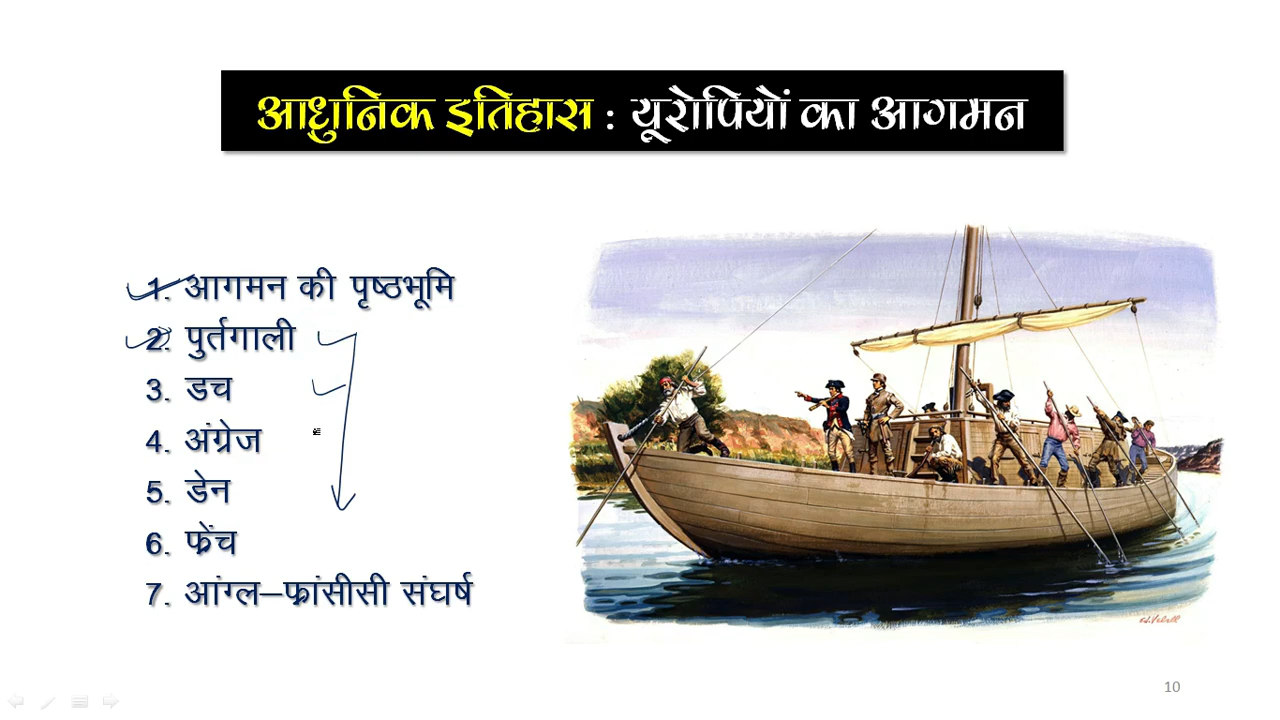 आधुनिक इतिहास : यूरोपियों का आगमन
1. आगमन की पृष्ठभूमि
2. पुर्तगाली
3. डच
4. अंग्रेज
5. डेन
6. फ्रेंच
7. आंग्ल–फ्रांसीसी संघर्ष
10